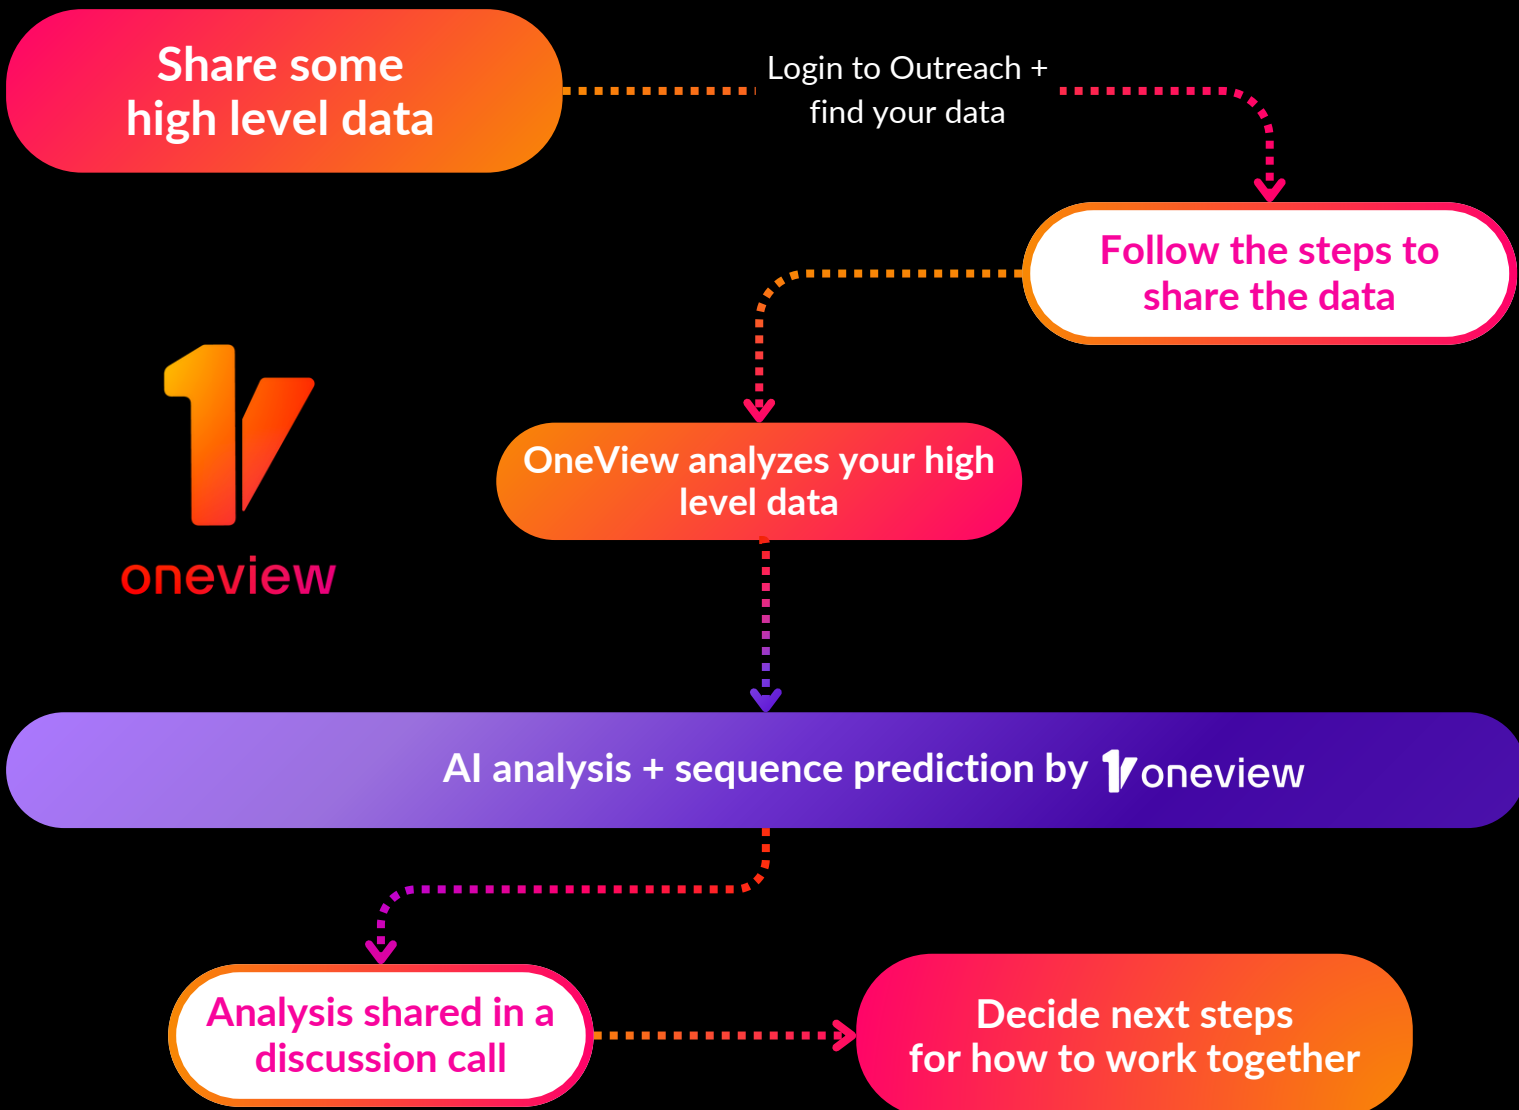 Share some
high level data
Login to Outreach +
find your data
Follow the steps to
share the data
OneView analyzes your high
level data
oneview
AI analysis + sequence prediction by oneview
Analysis shared in a
discussion call
Decide next steps
for how to work together